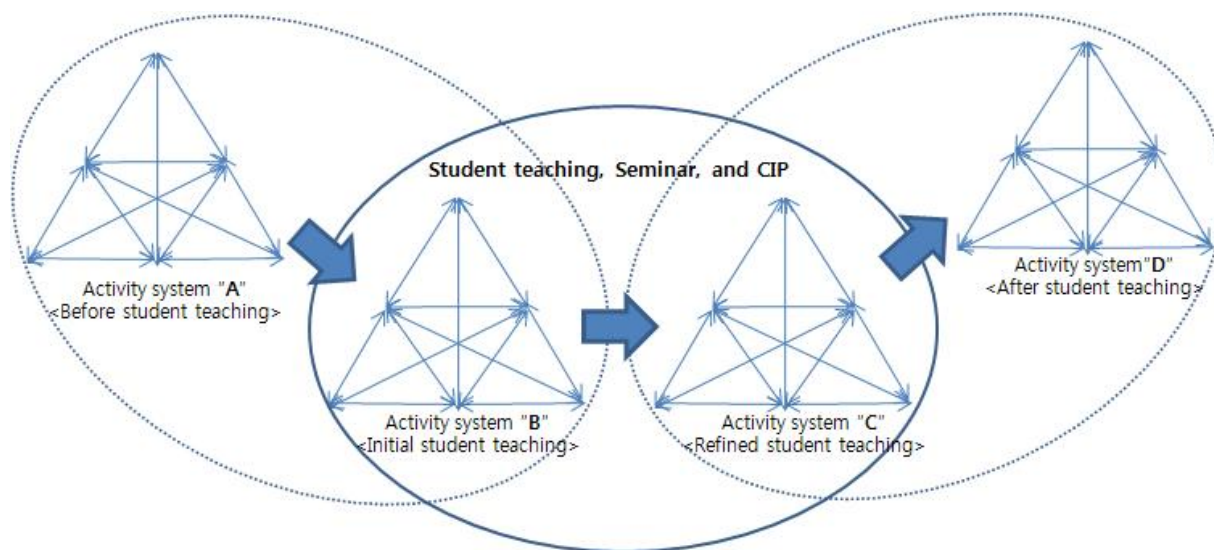 Student teaching, Seminar, and CIP
Activity system "A"
<Before student teaching>
Activity system "B"
<Initial student teaching>
Activity system "C"
<Refined student teaching>
Activity system"D"
<After student teaching>